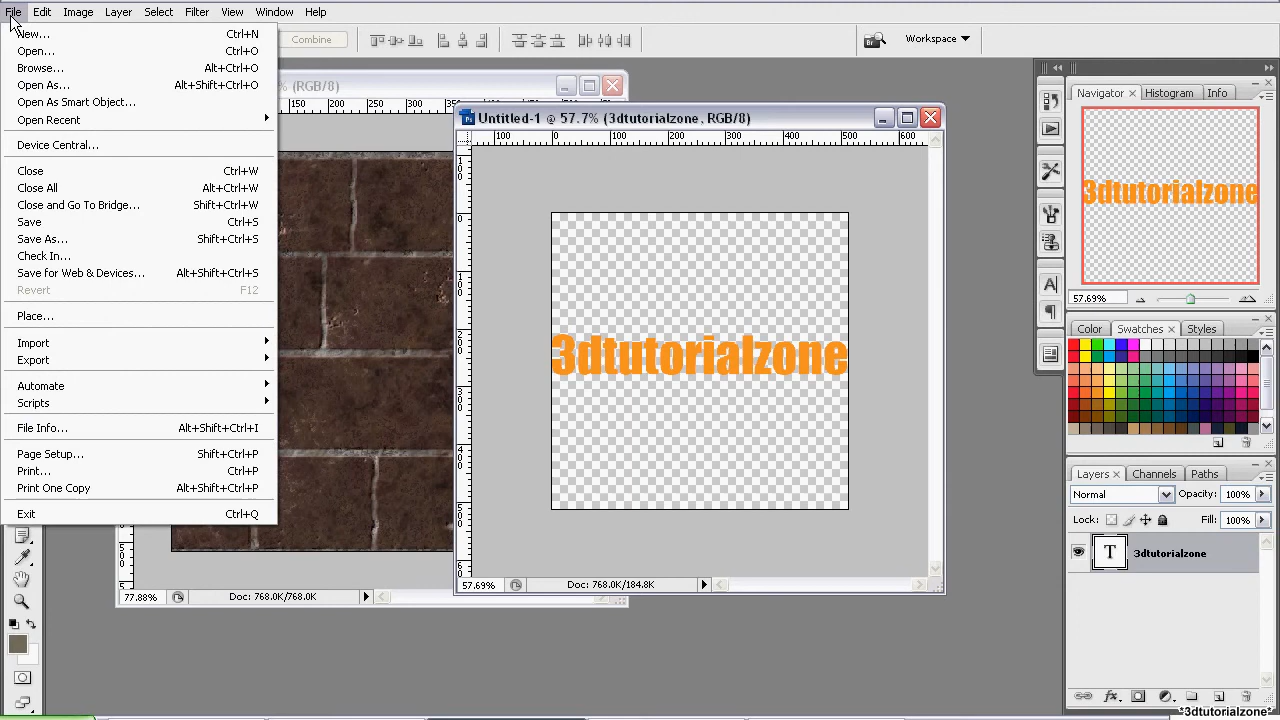 File Edit Image Layer Select Filter View Window Help
New... Ctrl+N
Open... Ctrl+O
Browse... Alt+Ctrl+O
Open As... Alt+Shift+Ctrl+O
Open As Smart Object...
Open Recent
Device Central...
Close Ctrl+W
Close All Alt+Ctrl+W
Close and Go To Bridge... Shift+Ctrl+W
Save Ctrl+S
Save As... Shift+Ctrl+S
Check In...
Save for Web & Devices... Alt+Shift+Ctrl+S
Revert F12
Place...
Import
Export
Automate
Scripts
File Info... Alt+Shift+Ctrl+I
Page Setup... Shift+Ctrl+P
Print... Ctrl+P
Print One Copy Alt+Shift+Ctrl+P
Exit Ctrl+Q
Combine
Br
Workspace
% (RGB/8)
150 200 250 300 350 400 450
77.88% Doc: 768.0K/768.0K
Ps Untitled-1 @ 57.7% (3dtutorialzone, RGB/8)
100 0 100 200 300 400 500 600
3dtutorialzone
57.69% Doc: 768.0K/184.8K
Navigator Histogram Info
3dtutorialzone
57.69%
Color Swatches Styles
Layers Channels Paths
Normal Opacity: 100%
Lock: Fill: 100%
T 3dtutorialzone
fx
*3dtutorialzone*